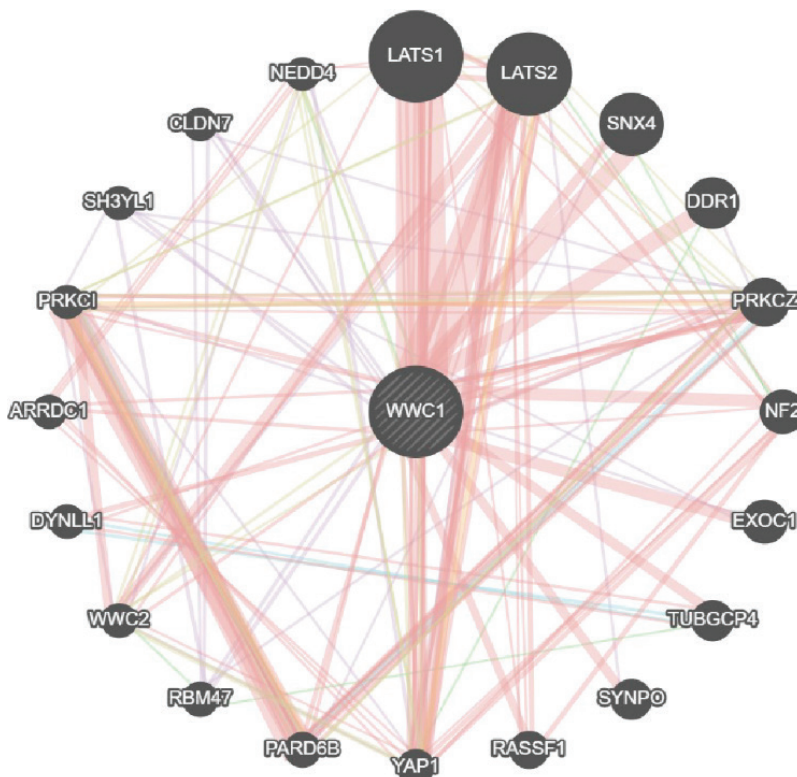 LATS1
LATS2
NEDD4
SNX4
CLDN7
DDR1
SH3YL1
PRKCI
PRKCZ
WWC1
ARRDC1
NF2
DYNLL1
EXOC1
WWC2
TUBGCP4
RBM47
SYNPO
PARD6B
YAP1
RASSF1